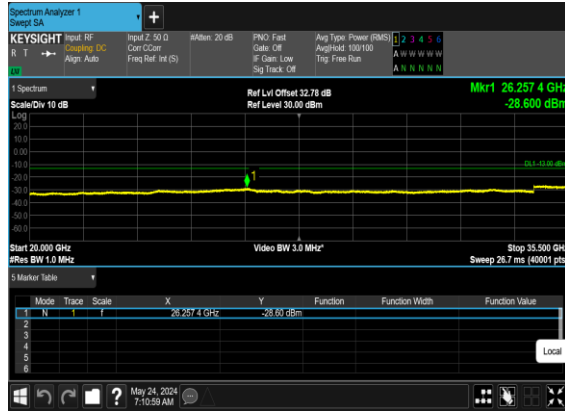 Spectrum Analyzer 1
Swept SA
+
KEYSIGHT
R T
LXI
Input: RF
Coupling: DC
Align: Auto
Input Z: 50 Ω
Corr CCorr
Freq Ref: Int (S)
#Atten: 20 dB
PNO: Fast
Gate: Off
IF Gain: Low
Sig Track: Off
Avg Type: Power (RMS)
Avg|Hold: 100/100
Trig: Free Run
1 2 3 4 5 6
A W W W W W
A N N N N N
1 Spectrum
Scale/Div 10 dB
Ref Lvl Offset 32.78 dB
Ref Level 30.00 dBm
Mkr1 26.257 4 GHz
-28.600 dBm
Log
20.0
10.0
0.00
-10.0
-20.0
-30.0
-40.0
-50.0
-60.0
DL1 -13.00 dBm
1
Start 20.000 GHz
#Res BW 1.0 MHz
Video BW 3.0 MHz*
Stop 35.500 GHz
Sweep 26.7 ms (40001 pts)
5 Marker Table
Mode Trace Scale X Y Function Function Width Function Value
1 N 1 f 26.257 4 GHz -28.60 dBm
2
3
4
5
6
Local
?
May 24, 2024
7:10:59 AM